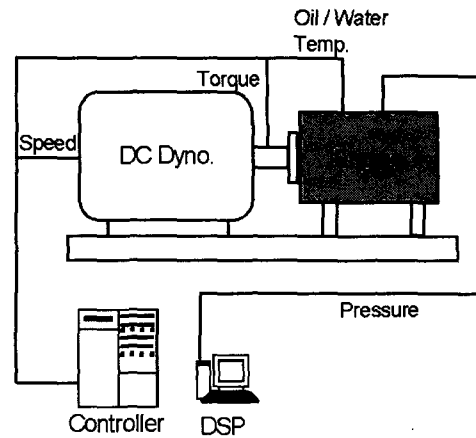 Oil / Water
Temp.
Torque
Speed
DC Dyno.
Pressure
Controller
DSP